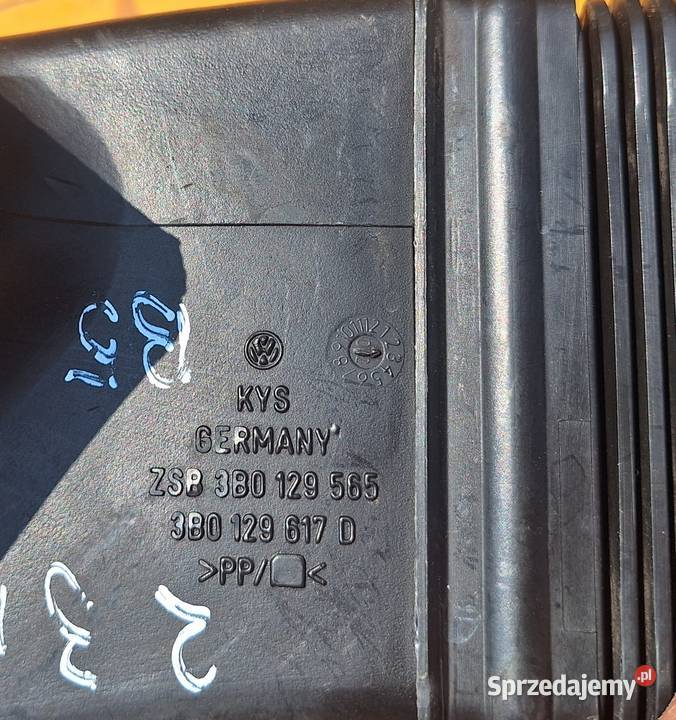 KYS
GERMANY
ZSB 3B0 129 565
3B0 129 617 D
>PP/ <
Sprzedajemy.pl